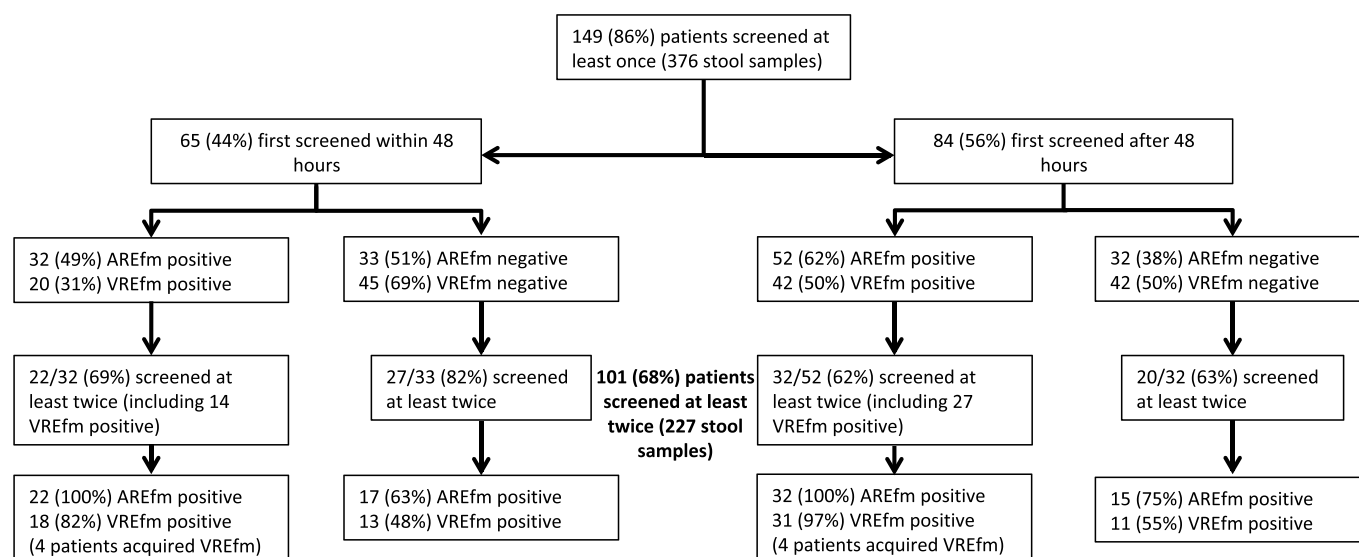 149 (86%) patients screened at
least once (376 stool samples)
65 (44%) first screened within 48
hours
84 (56%) first screened after 48
hours
32 (49%) AREfm positive
20 (31%) VREfm positive
33 (51%) AREfm negative
45 (69%) VREfm negative
52 (62%) AREfm positive
42 (50%) VREfm positive
32 (38%) AREfm negative
42 (50%) VREfm negative
22/32 (69%) screened at
least twice (including 14
VREfm positive)
27/33 (82%) screened
at least twice
101 (68%) patients
screened at least
twice (227 stool
samples)
32/52 (62%) screened at
least twice (including 27
VREfm positive)
20/32 (63%) screened
at least twice
22 (100%) AREfm positive
18 (82%) VREfm positive
(4 patients acquired VREfm)
17 (63%) AREfm positive
13 (48%) VREfm positive
32 (100%) AREfm positive
31 (97%) VREfm positive
(4 patients acquired VREfm)
15 (75%) AREfm positive
11 (55%) VREfm positive